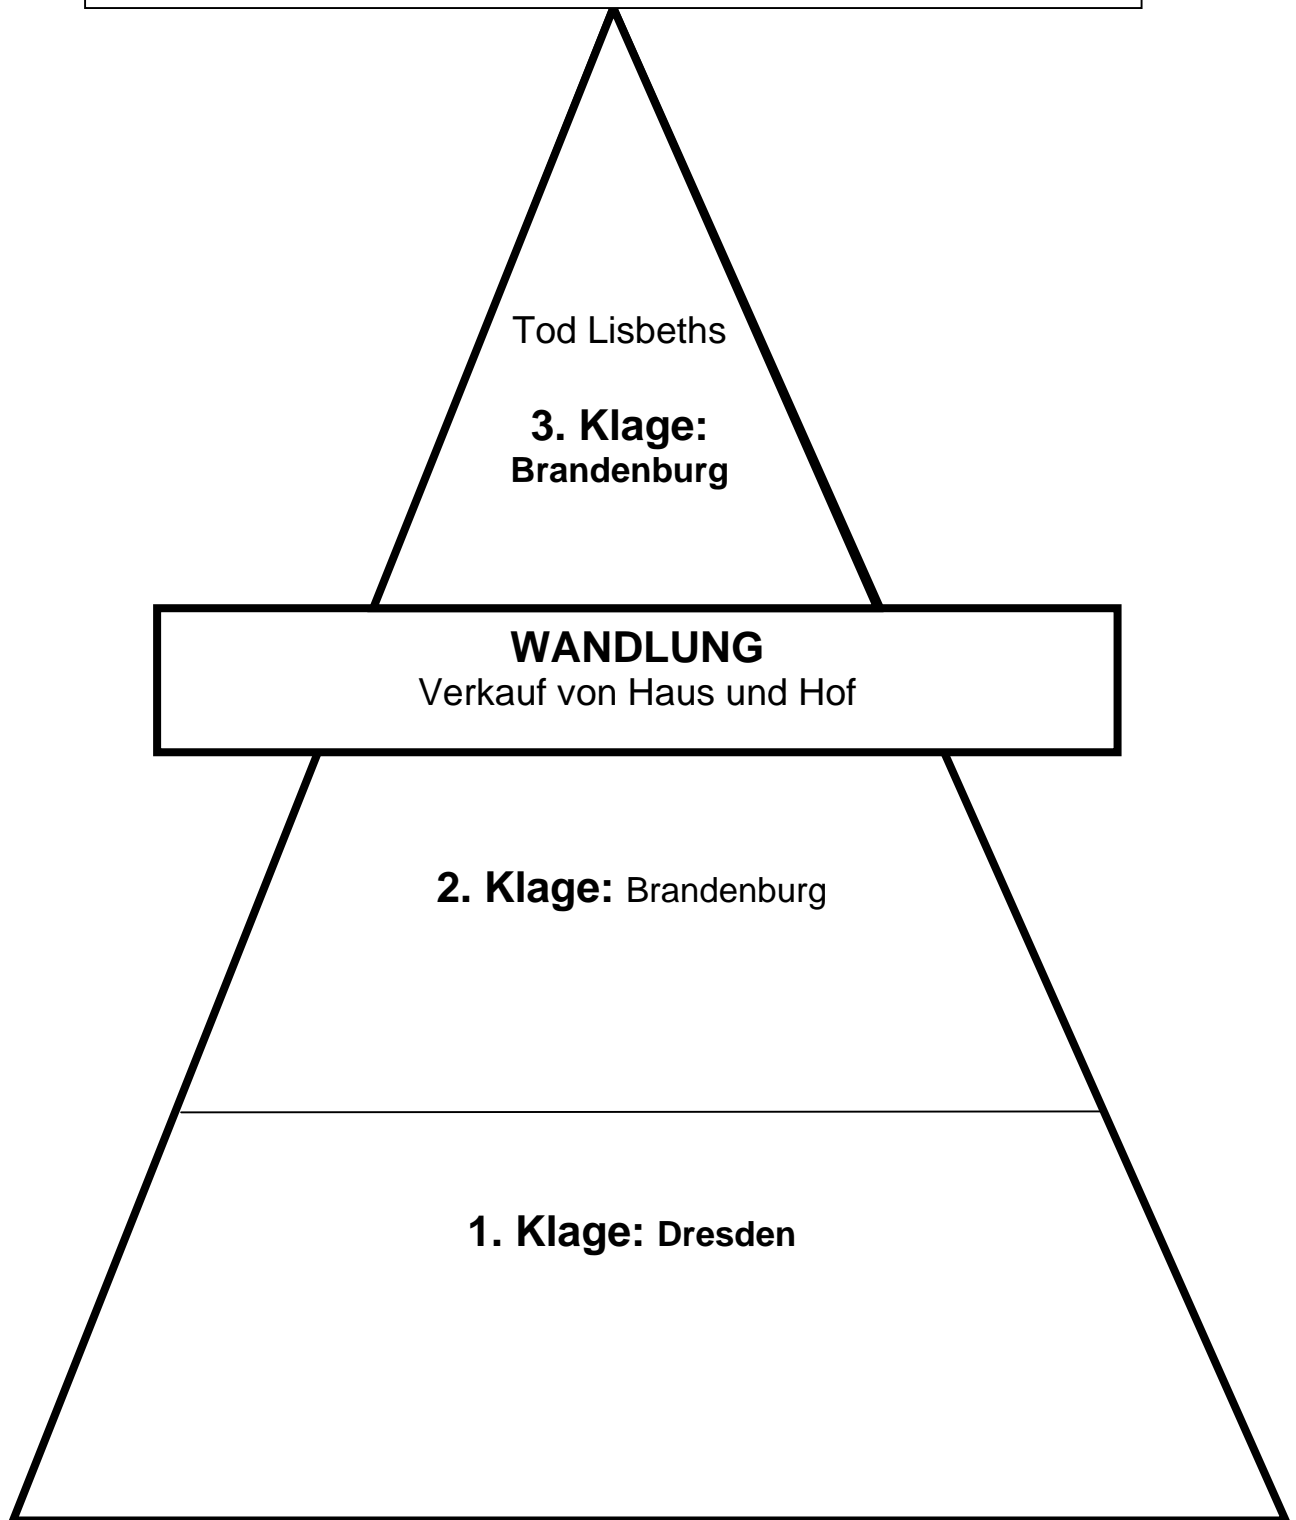 Tod Lisbeths
3. Klage:
Brandenburg
WANDLUNG
Verkauf von Haus und Hof
2. Klage: Brandenburg
1. Klage: Dresden